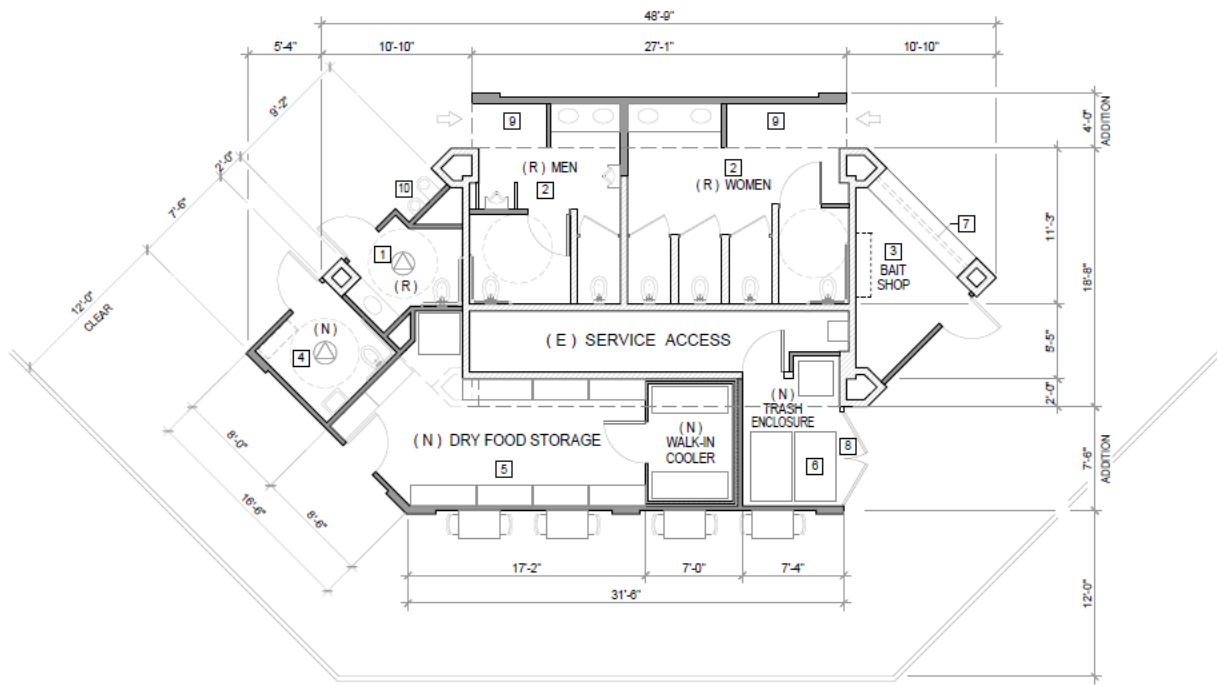 48'-9"
5'-4"
10'-10"
27'-1"
10'-10"
9'-2"
2'-0"
7'-6"
12'-0"
CLEAR
4'-0"
ADDITION
9
9
( R ) MEN
2
2
( R ) WOMEN
10
1
( R )
7
3
BAIT
SHOP
11'-3"
18'-8"
( N )
4
( E ) SERVICE ACCESS
5'-5"
2'-0"
( N )
TRASH
ENCLOSURE
( N ) DRY FOOD STORAGE
5
( N )
WALK-IN
COOLER
8
6
7'-6"
ADDITION
8'-0"
16'-6"
8'-6"
17'-2"
7'-0"
7'-4"
31'-6"
12'-0"